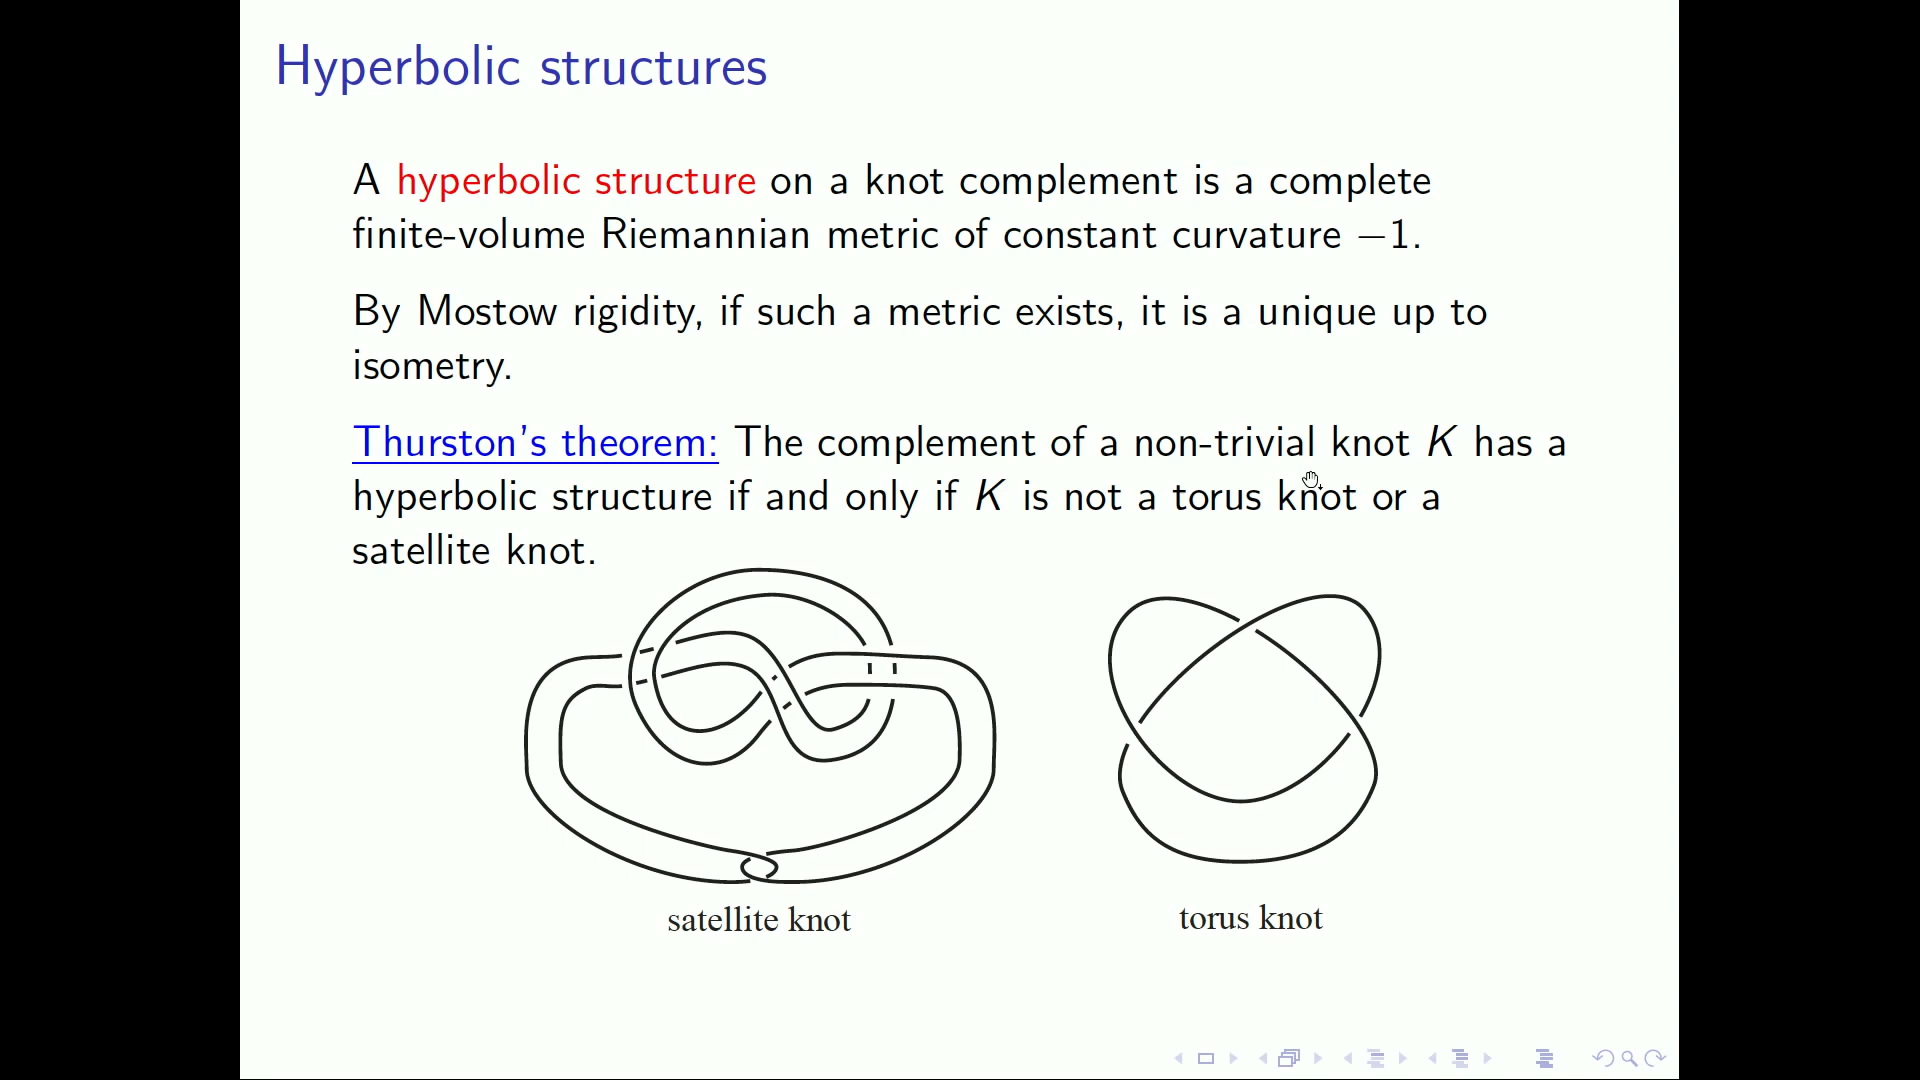 Hyperbolic structures
A hyperbolic structure on a knot complement is a complete
finite-volume Riemannian metric of constant curvature −1.
By Mostow rigidity, if such a metric exists, it is a unique up to
isometry.
Thurston's theorem: The complement of a non-trivial knot K has a
hyperbolic structure if and only if K is not a torus knot or a
satellite knot.
satellite knot
torus knot